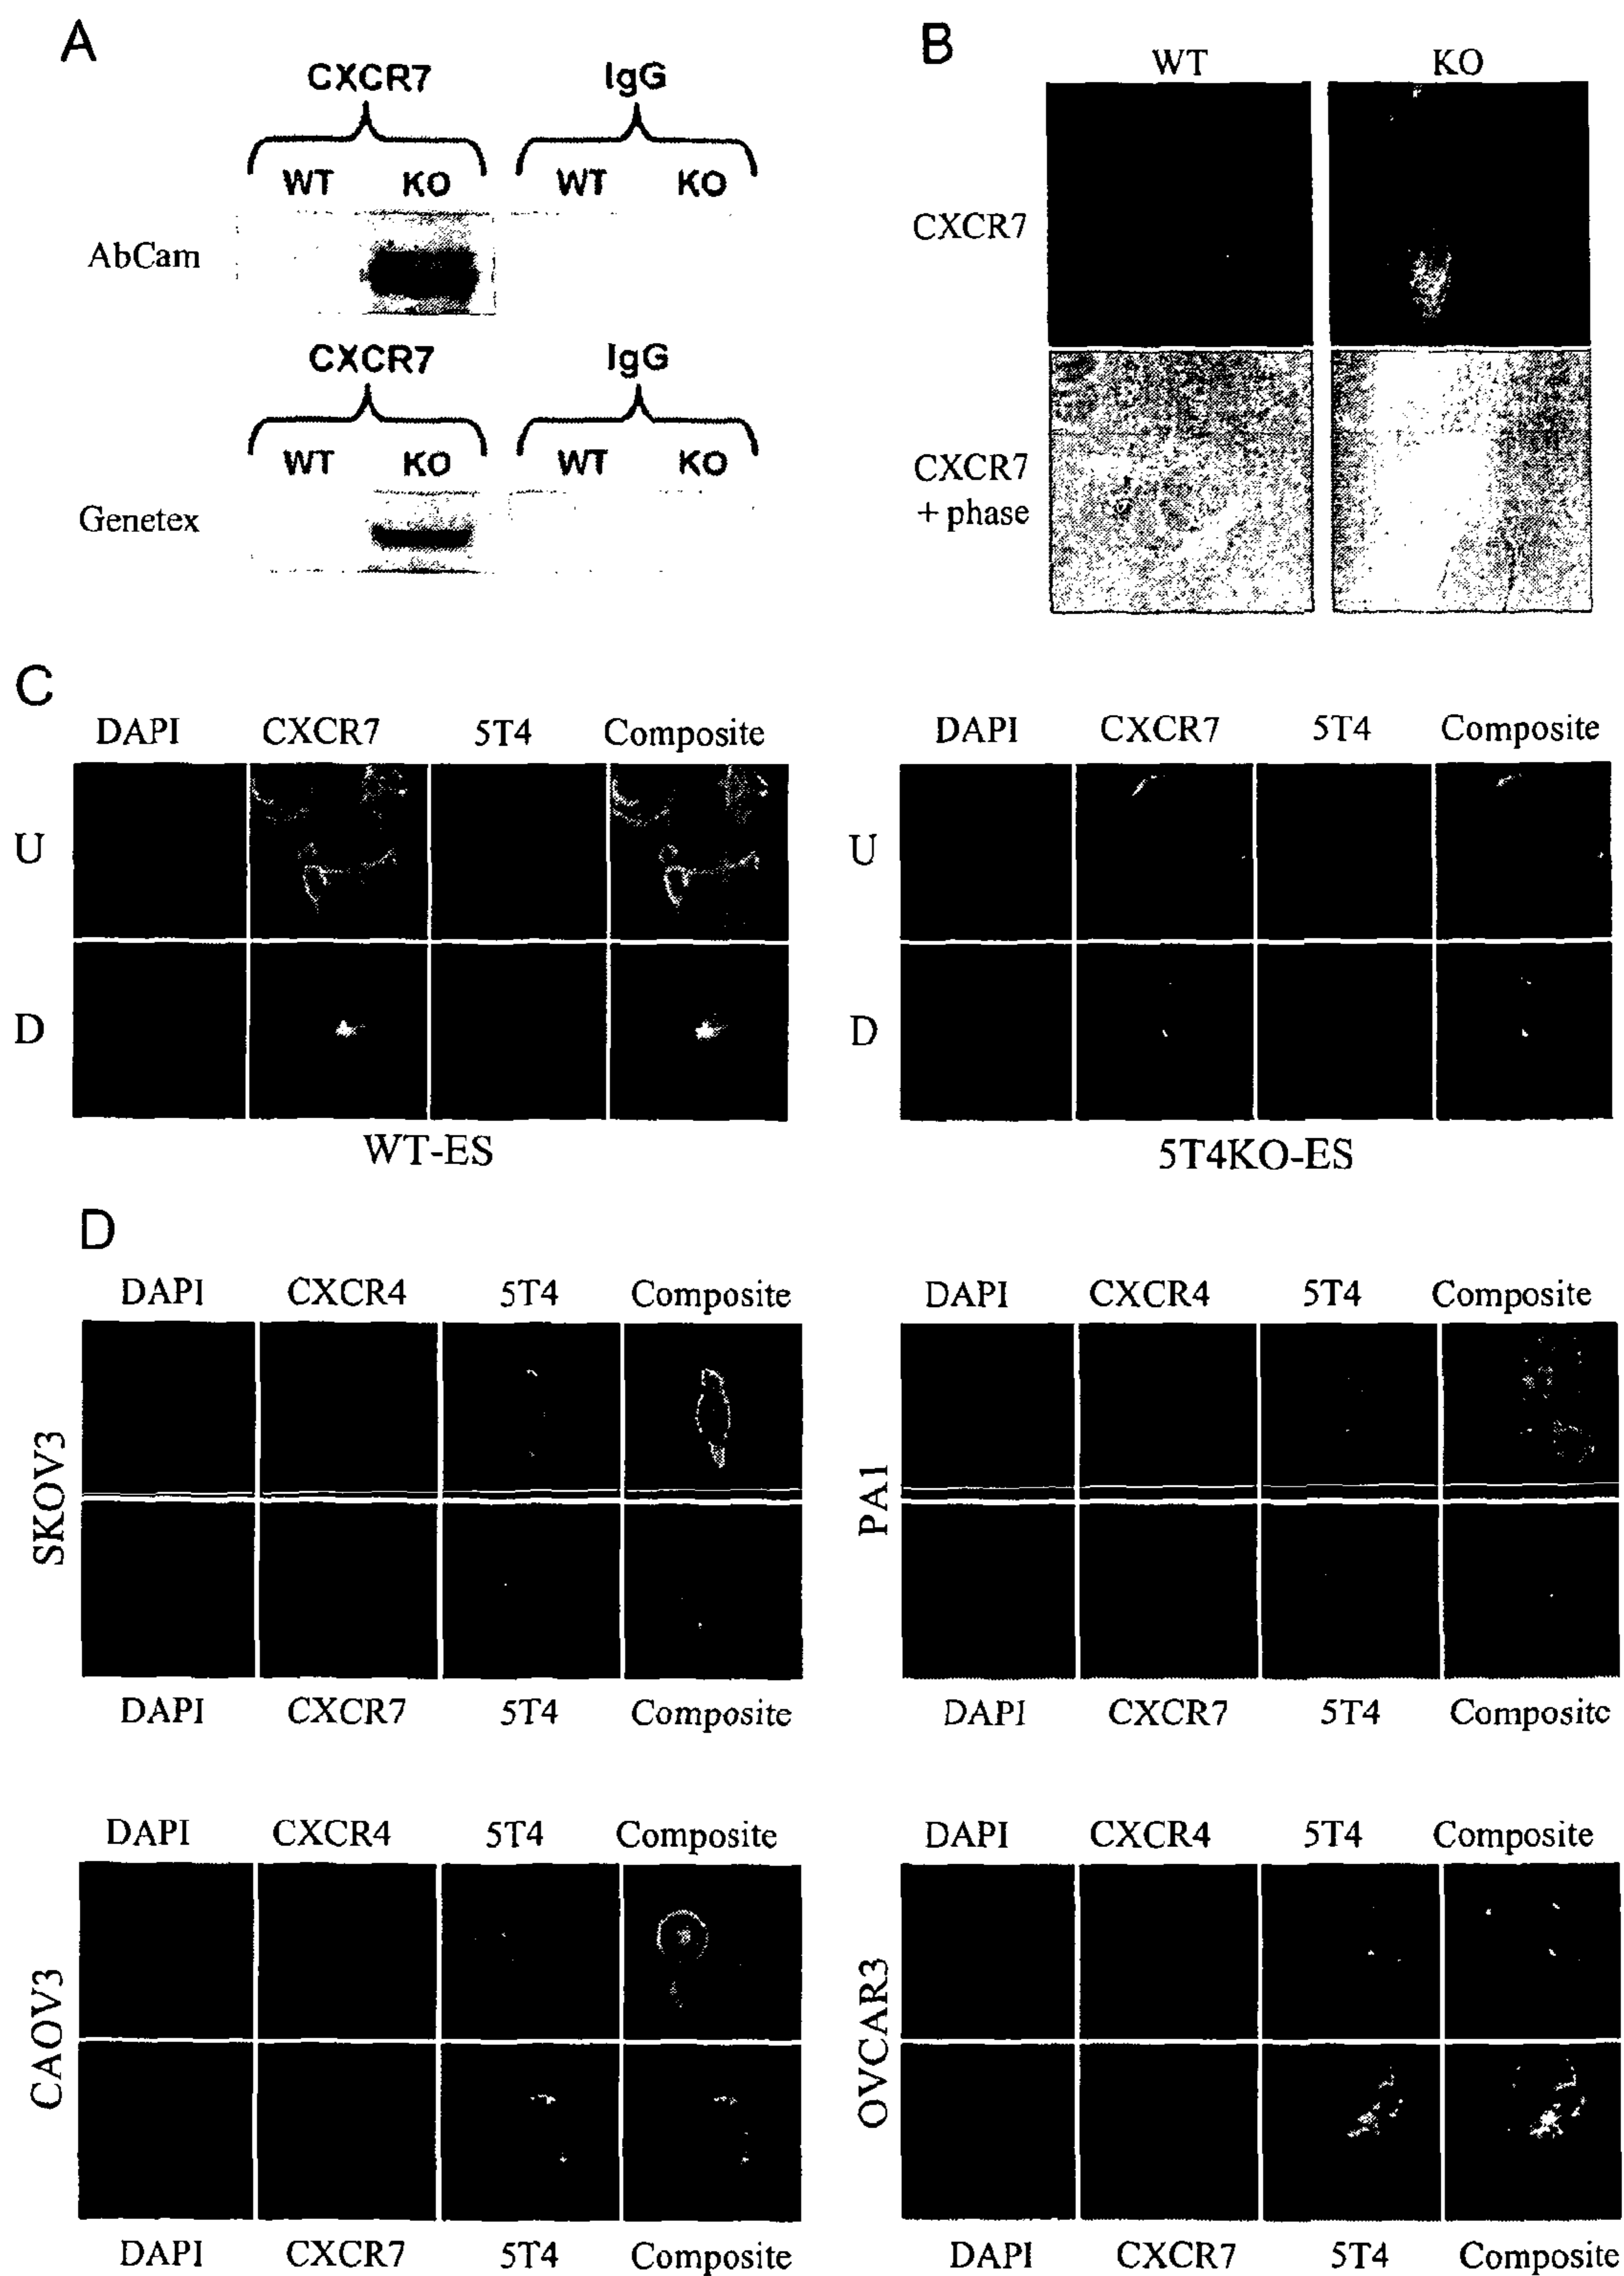 A
CXCR7 IgG
WT KO WT KO
AbCam
CXCR7 IgG
WT KO WT KO
Genetex
B
WT KO
CXCR7
CXCR7
+ phase
C
DAPI CXCR7 5T4 Composite
U
D
WT-ES
DAPI CXCR7 5T4 Composite
U
D
5T4KO-ES
D
DAPI CXCR4 5T4 Composite
SKOV3
DAPI CXCR7 5T4 Composite
DAPI CXCR4 5T4 Composite
PA1
DAPI CXCR7 5T4 Composite
DAPI CXCR4 5T4 Composite
CAOV3
DAPI CXCR7 5T4 Composite
DAPI CXCR4 5T4 Composite
OVCAR3
DAPI CXCR7 5T4 Composite